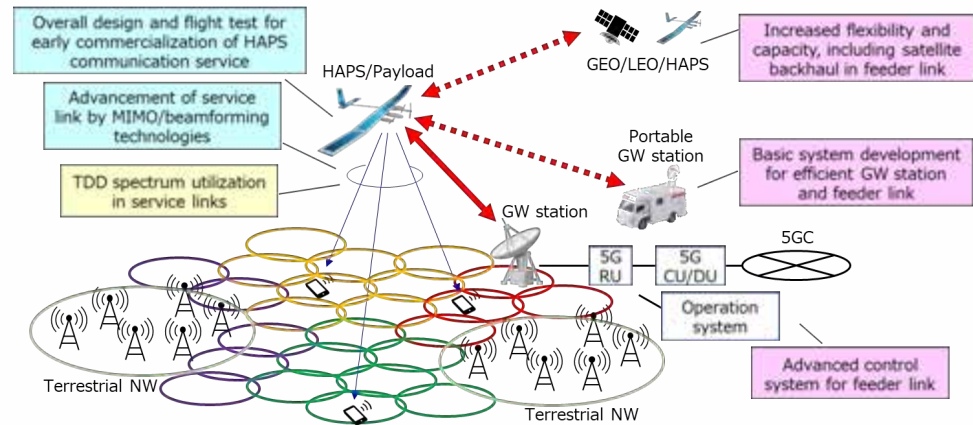 Overall design and flight test for
early commercialization of HAPS
communication service
HAPS/Payload
GEO/LEO/HAPS
Increased flexibility and
capacity, including satellite
backhaul in feeder link
Advancement of service
link by MIMO/beamforming
technologies
Portable
GW station
Basic system development
for efficient GW station
and feeder link
TDD spectrum utilization
in service links
GW station
5G
RU
5G
CU/DU
5GC
Operation
system
Advanced control
system for feeder link
Terrestrial NW
Terrestrial NW